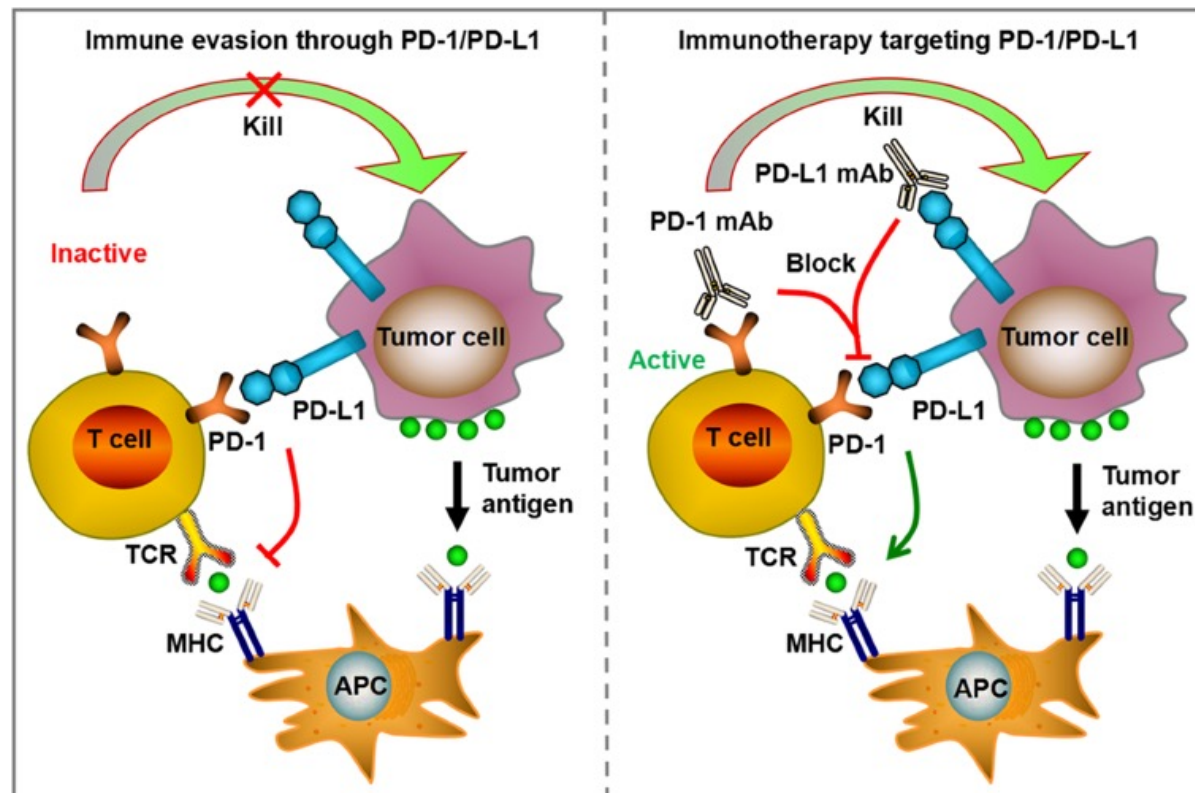 Immune evasion through PD-1/PD-L1
Kill
Inactive
Tumor cell
PD-L1
T cell
PD-1
Tumor
antigen
TCR
MHC
APC
Immunotherapy targeting PD-1/PD-L1
Kill
PD-L1 mAb
PD-1 mAb
Block
Tumor cell
Active
PD-L1
T cell
PD-1
Tumor
antigen
TCR
MHC
APC